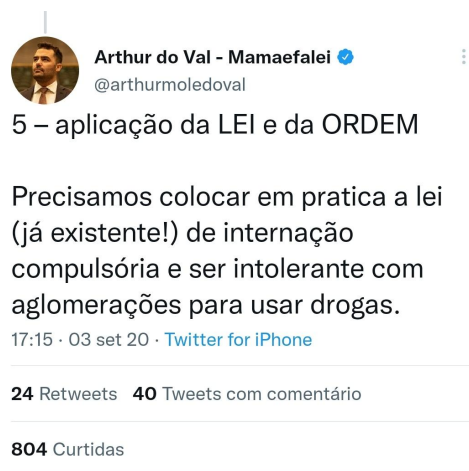 Arthur do Val - Mamaefalei
@arthurmoledoval
5 – aplicação da LEI e da ORDEM
Precisamos colocar em pratica a lei
(já existente!) de internação
compulsória e ser intolerante com
aglomerações para usar drogas.
17:15 · 03 set 20 · Twitter for iPhone
24 Retweets 40 Tweets com comentário
804 Curtidas